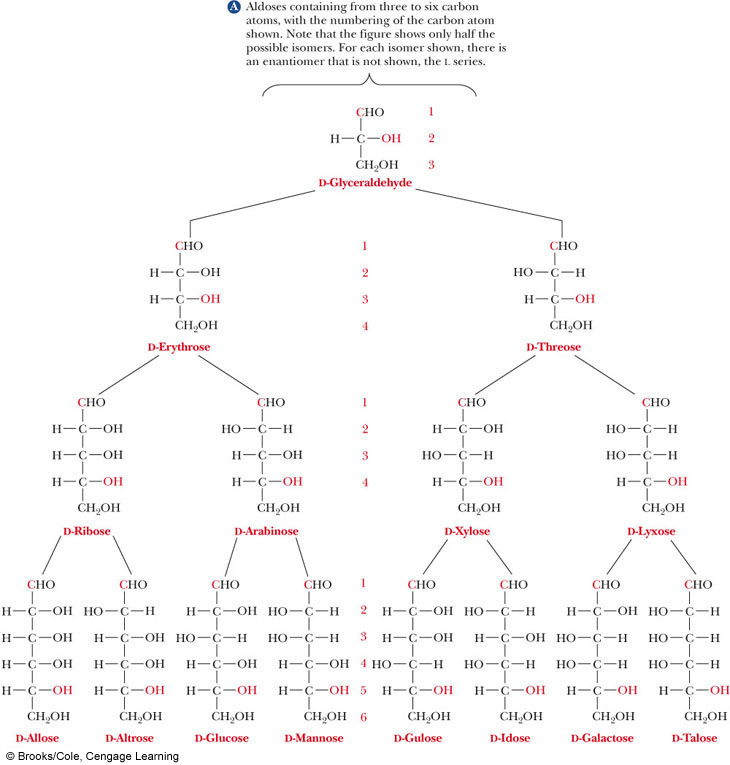 A Aldoses containing from three to six carbon
atoms, with the numbering of the carbon atom
shown. Note that the figure shows only half the
possible isomers. For each isomer shown, there is
an enantiomer that is not shown, the L series.
CHO 1
H—C—OH 2
CH₂OH 3
D-Glyceraldehyde
CHO 1 CHO
H—C—OH 2 HO—C—H
H—C—OH 3 H—C—OH
CH₂OH 4 CH₂OH
D-Erythrose D-Threose
CHO CHO 1 CHO CHO
H—C—OH HO—C—H 2 H—C—OH HO—C—H
H—C—OH H—C—OH 3 HO—C—H HO—C—H
H—C—OH H—C—OH 4 H—C—OH H—C—OH
CH₂OH CH₂OH CH₂OH CH₂OH
D-Ribose D-Arabinose D-Xylose D-Lyxose
CHO CHO CHO CHO 1 CHO CHO CHO CHO
H—C—OH HO—C—H H—C—OH HO—C—H 2 H—C—OH HO—C—H H—C—OH HO—C—H
H—C—OH H—C—OH HO—C—H HO—C—H 3 H—C—OH H—C—OH HO—C—H HO—C—H
H—C—OH H—C—OH H—C—OH H—C—OH 4 HO—C—H HO—C—H HO—C—H HO—C—H
H—C—OH H—C—OH H—C—OH H—C—OH 5 H—C—OH H—C—OH H—C—OH H—C—OH
CH₂OH CH₂OH CH₂OH CH₂OH 6 CH₂OH CH₂OH CH₂OH CH₂OH
D-Allose D-Altrose D-Glucose D-Mannose D-Gulose D-Idose D-Galactose D-Talose
© Brooks/Cole, Cengage Learning